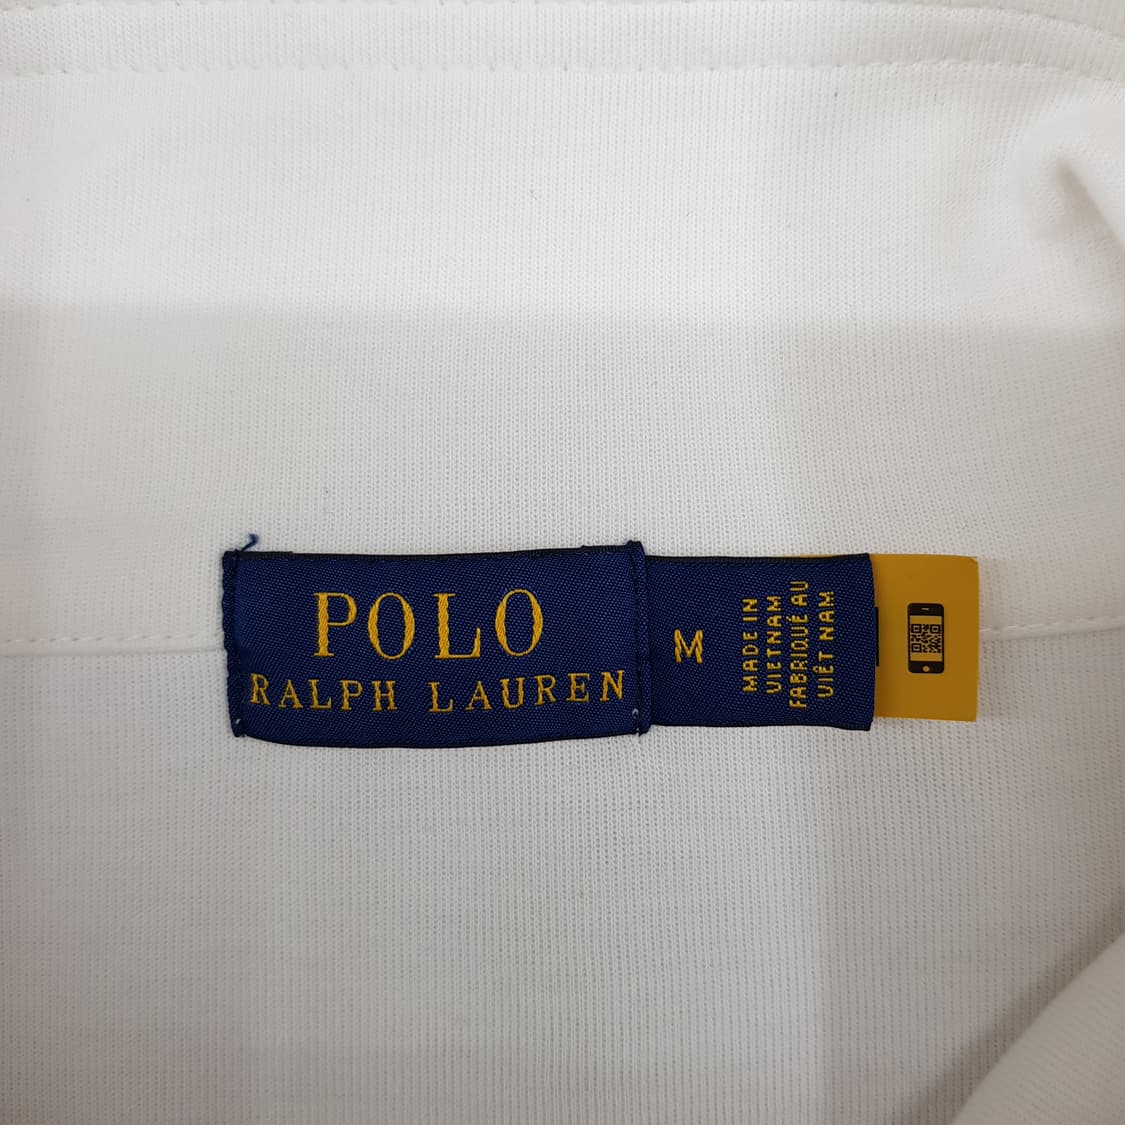 POLO
RALPH LAUREN
M
MADE IN
VIETNAM
FABRIQUÉ AU
VIÊT NAM